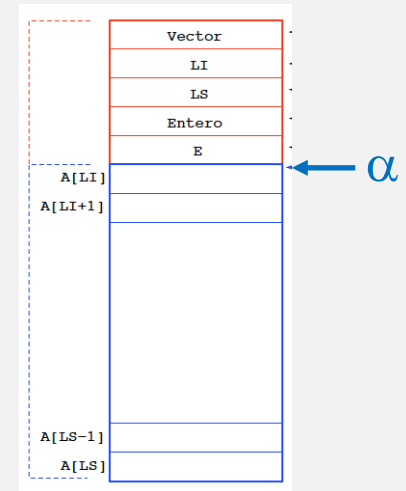 Vector
LI
LS
Entero
E
α
A[LI]
A[LI+1]
A[LS-1]
A[LS]